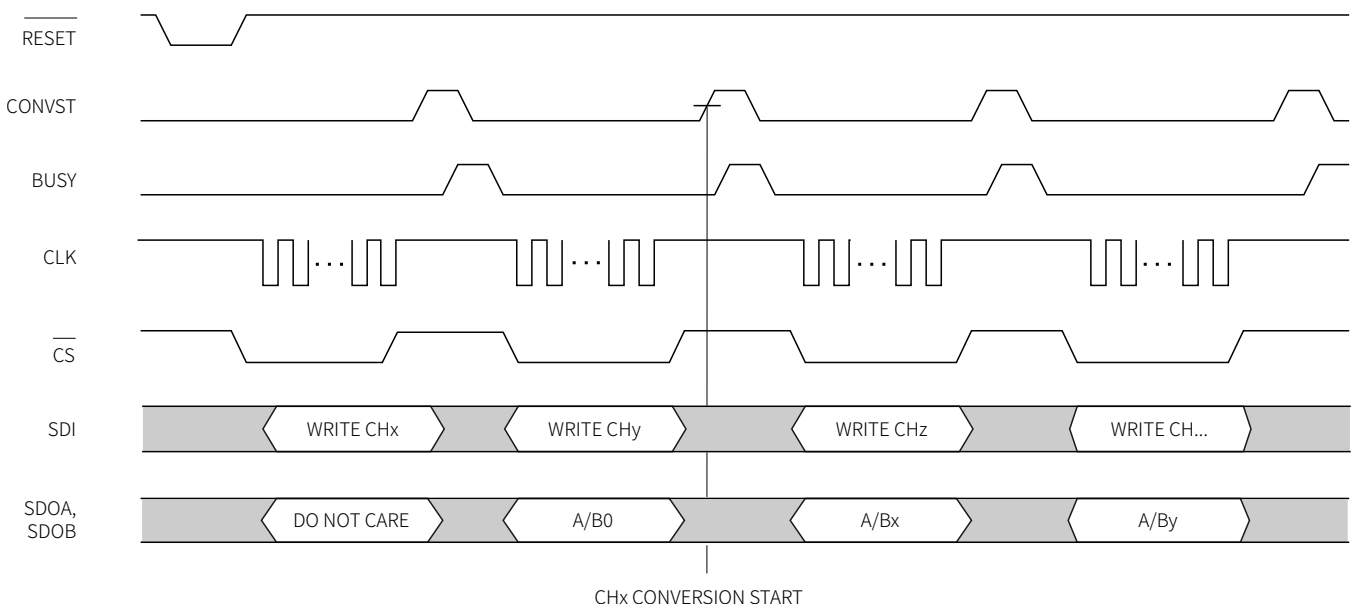 RESET
CONVST
BUSY
CLK
... ... ... ...
CS
SDI WRITE CHx WRITE CHy WRITE CHz WRITE CH...
SDOA,
SDOB DO NOT CARE A/B0 A/Bx A/By
CHx CONVERSION START